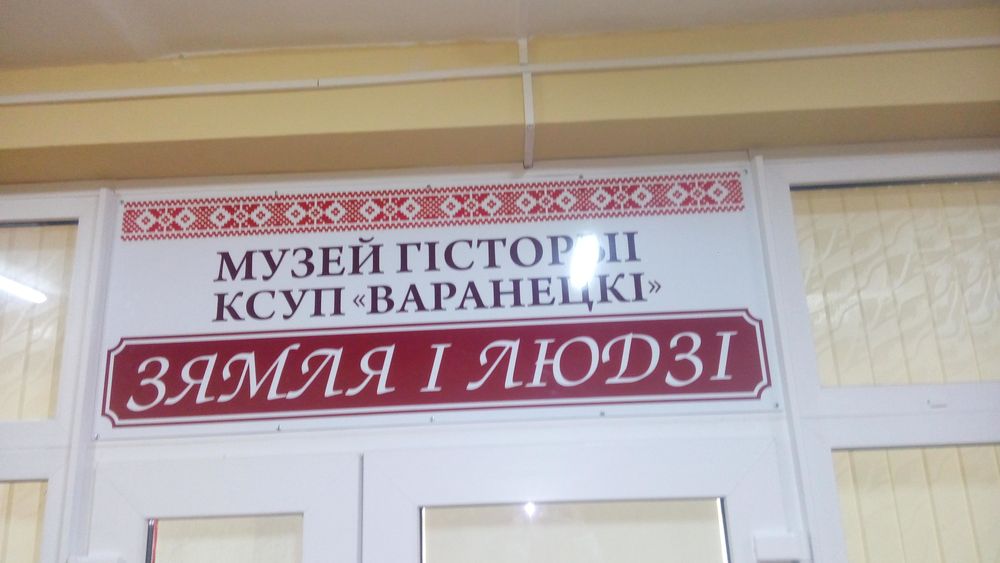 МУЗЕЙ ГІСТОРЫІ
КСУП «ВАРАНЕЦКІ»
ЗЯМЛЯ І ЛЮДЗІ